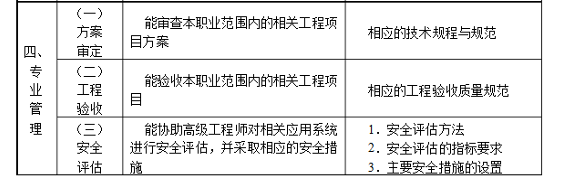 四、
专
业
管
理
（一）
方案
审定
能审查本职业范围内的相关工程项
目方案
相应的技术规程与规范
（二）
工程
验收
能验收本职业范围内的相关工程项
目
相应的工程验收质量规范
（三）
安全
评估
能协助高级工程师对相关应用系统
进行安全评估，并采取相应的安全措
施
1．安全评估方法
2．安全评估的指标要求
3．主要安全措施的设置